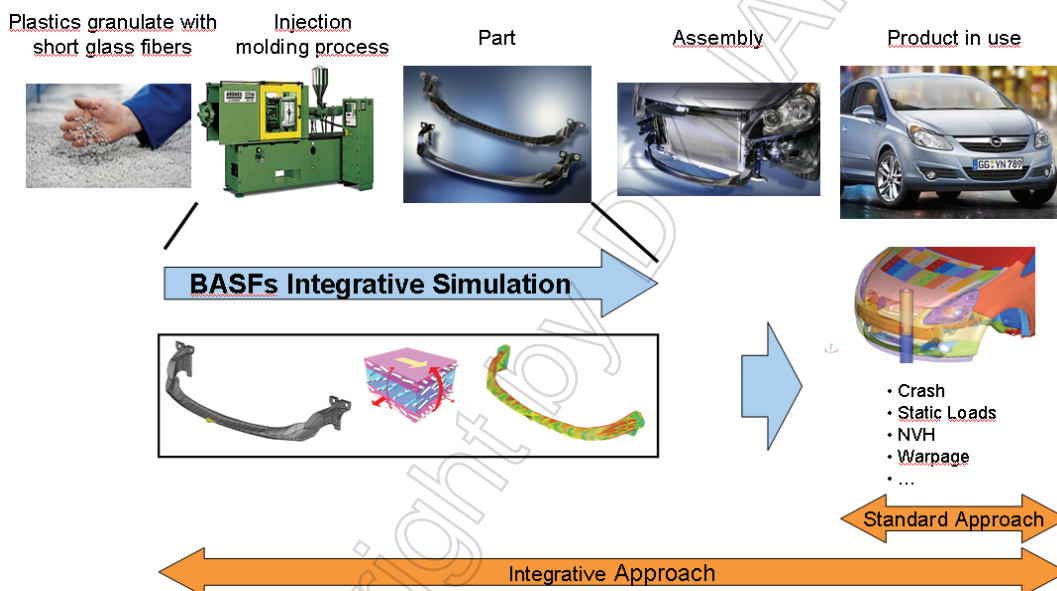 Plastics granulate with
short glass fibers
Injection
molding process
Part
Assembly
Product in use
GG YN 789
BASFs Integrative Simulation
• Crash
• Static Loads
• NVH
• Warpage
• ...
Standard Approach
Integrative Approach